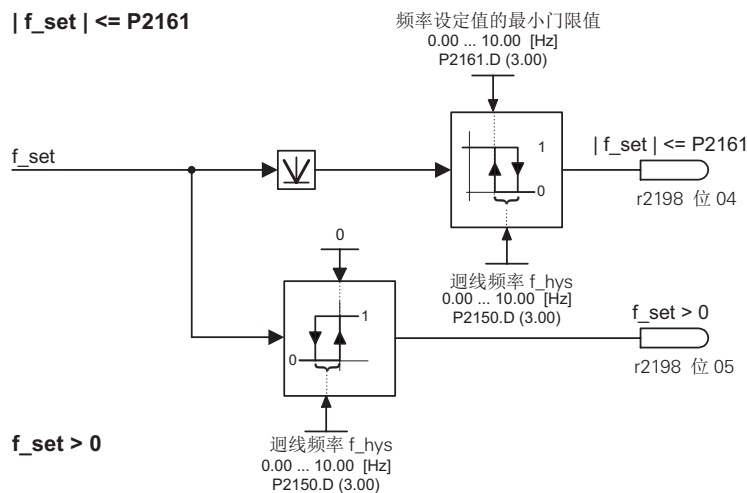 | f_set | <= P2161
频率设定值的最小门限值
0.00 ... 10.00 [Hz]
P2161.D (3.00)
f_set
1
0
| f_set | <= P2161
r2198 位 04
迥线频率 f_hys
0.00 ... 10.00 [Hz]
P2150.D (3.00)
0
1
0
f_set > 0
r2198 位 05
f_set > 0
迥线频率 f_hys
0.00 ... 10.00 [Hz]
P2150.D (3.00)